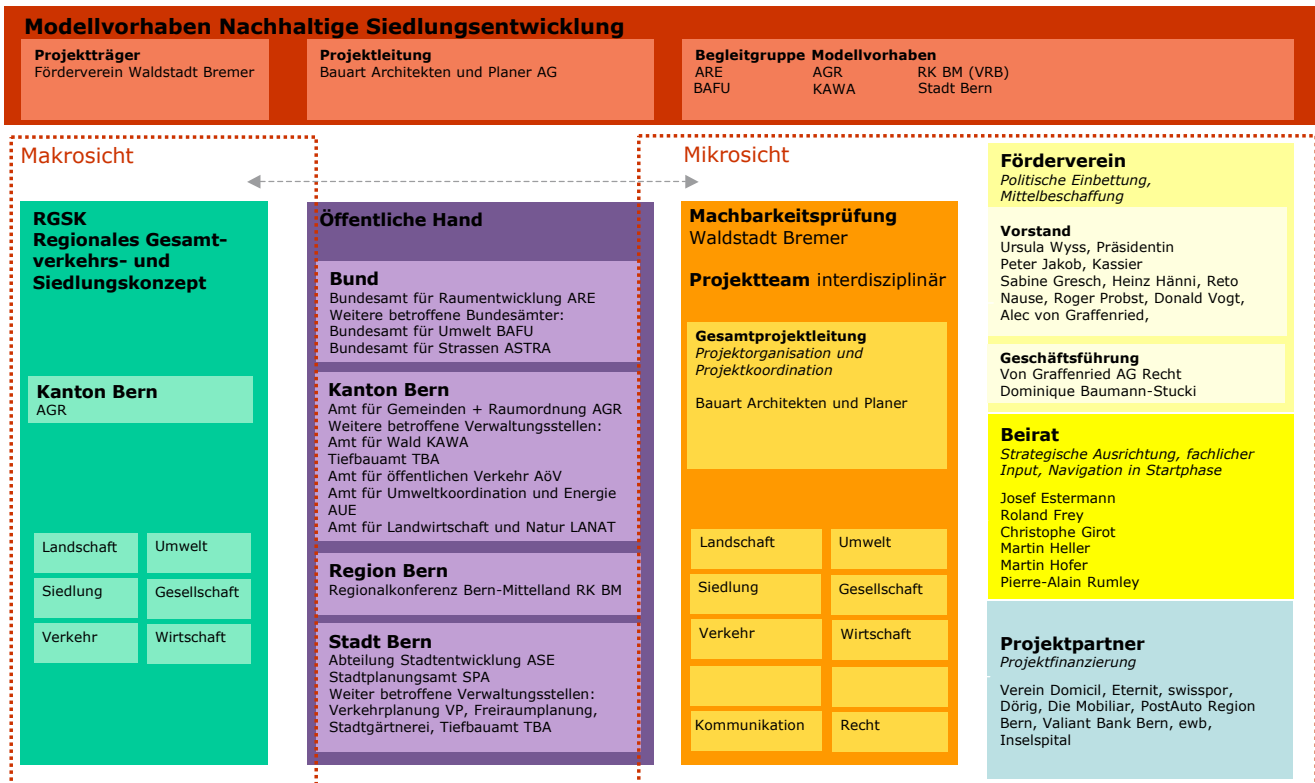 Modellvorhaben Nachhaltige Siedlungsentwicklung
Projektträger
Förderverein Waldstadt Bremer
Projektleitung
Bauart Architekten und Planer AG
Begleitgruppe Modellvorhaben
ARE AGR RK BM (VRB)
BAFU KAWA Stadt Bern
Makrosicht
Mikrosicht
RGSK
Regionales Gesamt-
verkehrs- und
Siedlungskonzept
Kanton Bern
AGR
Landschaft
Umwelt
Siedlung
Gesellschaft
Verkehr
Wirtschaft
Öffentliche Hand
Bund
Bundesamt für Raumentwicklung ARE
Weitere betroffene Bundesämter:
Bundesamt für Umwelt BAFU
Bundesamt für Strassen ASTRA
Kanton Bern
Amt für Gemeinden + Raumordnung AGR
Weitere betroffene Verwaltungsstellen:
Amt für Wald KAWA
Tiefbauamt TBA
Amt für öffentlichen Verkehr AöV
Amt für Umweltkoordination und Energie
AUE
Amt für Landwirtschaft und Natur LANAT
Region Bern
Regionalkonferenz Bern-Mittelland RK BM
Stadt Bern
Abteilung Stadtentwicklung ASE
Stadtplanungsamt SPA
Weiter betroffene Verwaltungsstellen:
Verkehrplanung VP, Freiraumplanung,
Stadtgärtnerei, Tiefbauamt TBA
Machbarkeitsprüfung
Waldstadt Bremer
Projektteam interdisziplinär
Gesamtprojektleitung
Projektorganisation und
Projektkoordination
Bauart Architekten und Planer
Landschaft
Umwelt
Siedlung
Gesellschaft
Verkehr
Wirtschaft
Kommunikation
Recht
Förderverein
Politische Einbettung,
Mittelbeschaffung
Vorstand
Ursula Wyss, Präsidentin
Peter Jakob, Kassier
Sabine Gresch, Heinz Hänni, Reto
Nause, Roger Probst, Donald Vogt,
Alec von Graffenried,
Geschäftsführung
Von Graffenried AG Recht
Dominique Baumann-Stucki
Beirat
Strategische Ausrichtung, fachlicher
Input, Navigation in Startphase
Josef Estermann
Roland Frey
Christophe Girot
Martin Heller
Martin Hofer
Pierre-Alain Rumley
Projektpartner
Projektfinanzierung
Verein Domicil, Eternit, swisspor,
Dörig, Die Mobiliar, PostAuto Region
Bern, Valiant Bank Bern, ewb,
Inselspital